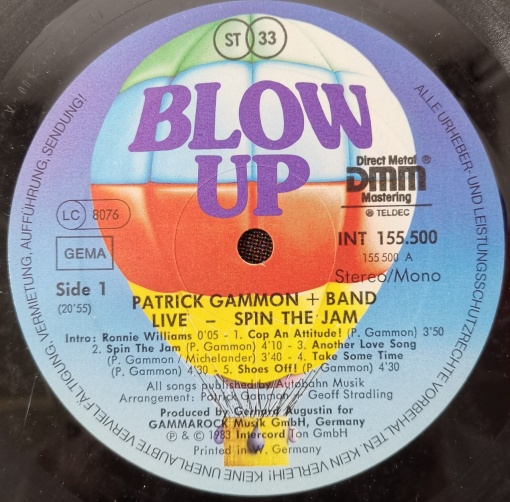 ST 33
BLOW
UP
Direct Metal ®
DMM
Mastering
℗ TELDEC
LC 8076
GEMA
INT 155.500
155 500 A
Stereo/Mono
Side 1
(20'55)
PATRICK GAMMON + BAND
LIVE – SPIN THE JAM
Intro: Ronnie Williams 0'05 - 1. Cop An Attitude! (P. Gammon) 3'50
2. Spin The Jam (P. Gammon) 4'10 - 3. Another Love Song
(P. Gammon/Michelander) 3'40 - 4. Take Some Time
(P. Gammon) 4'30 - 5. Shoes Off! (P. Gammon) 4'30
All songs published by Autobahn Musik
Arrangement: Patrick Gammon / Geoff Stradling
Produced by Gerhard Augustin for
GAMMAROCK Musik GmbH, Germany
℗ & © 1983 Intercord Ton GmbH
Printed in W. Germany
ALLE URHEBER- UND LEISTUNGSSCHUTZRECHTE VORBEHALTEN. KEIN VERLEIH! KEINE UNERLAUBTE VERVIELFÄLTIGUNG, VERMIETUNG, AUFFÜHRUNG, SENDUNG!